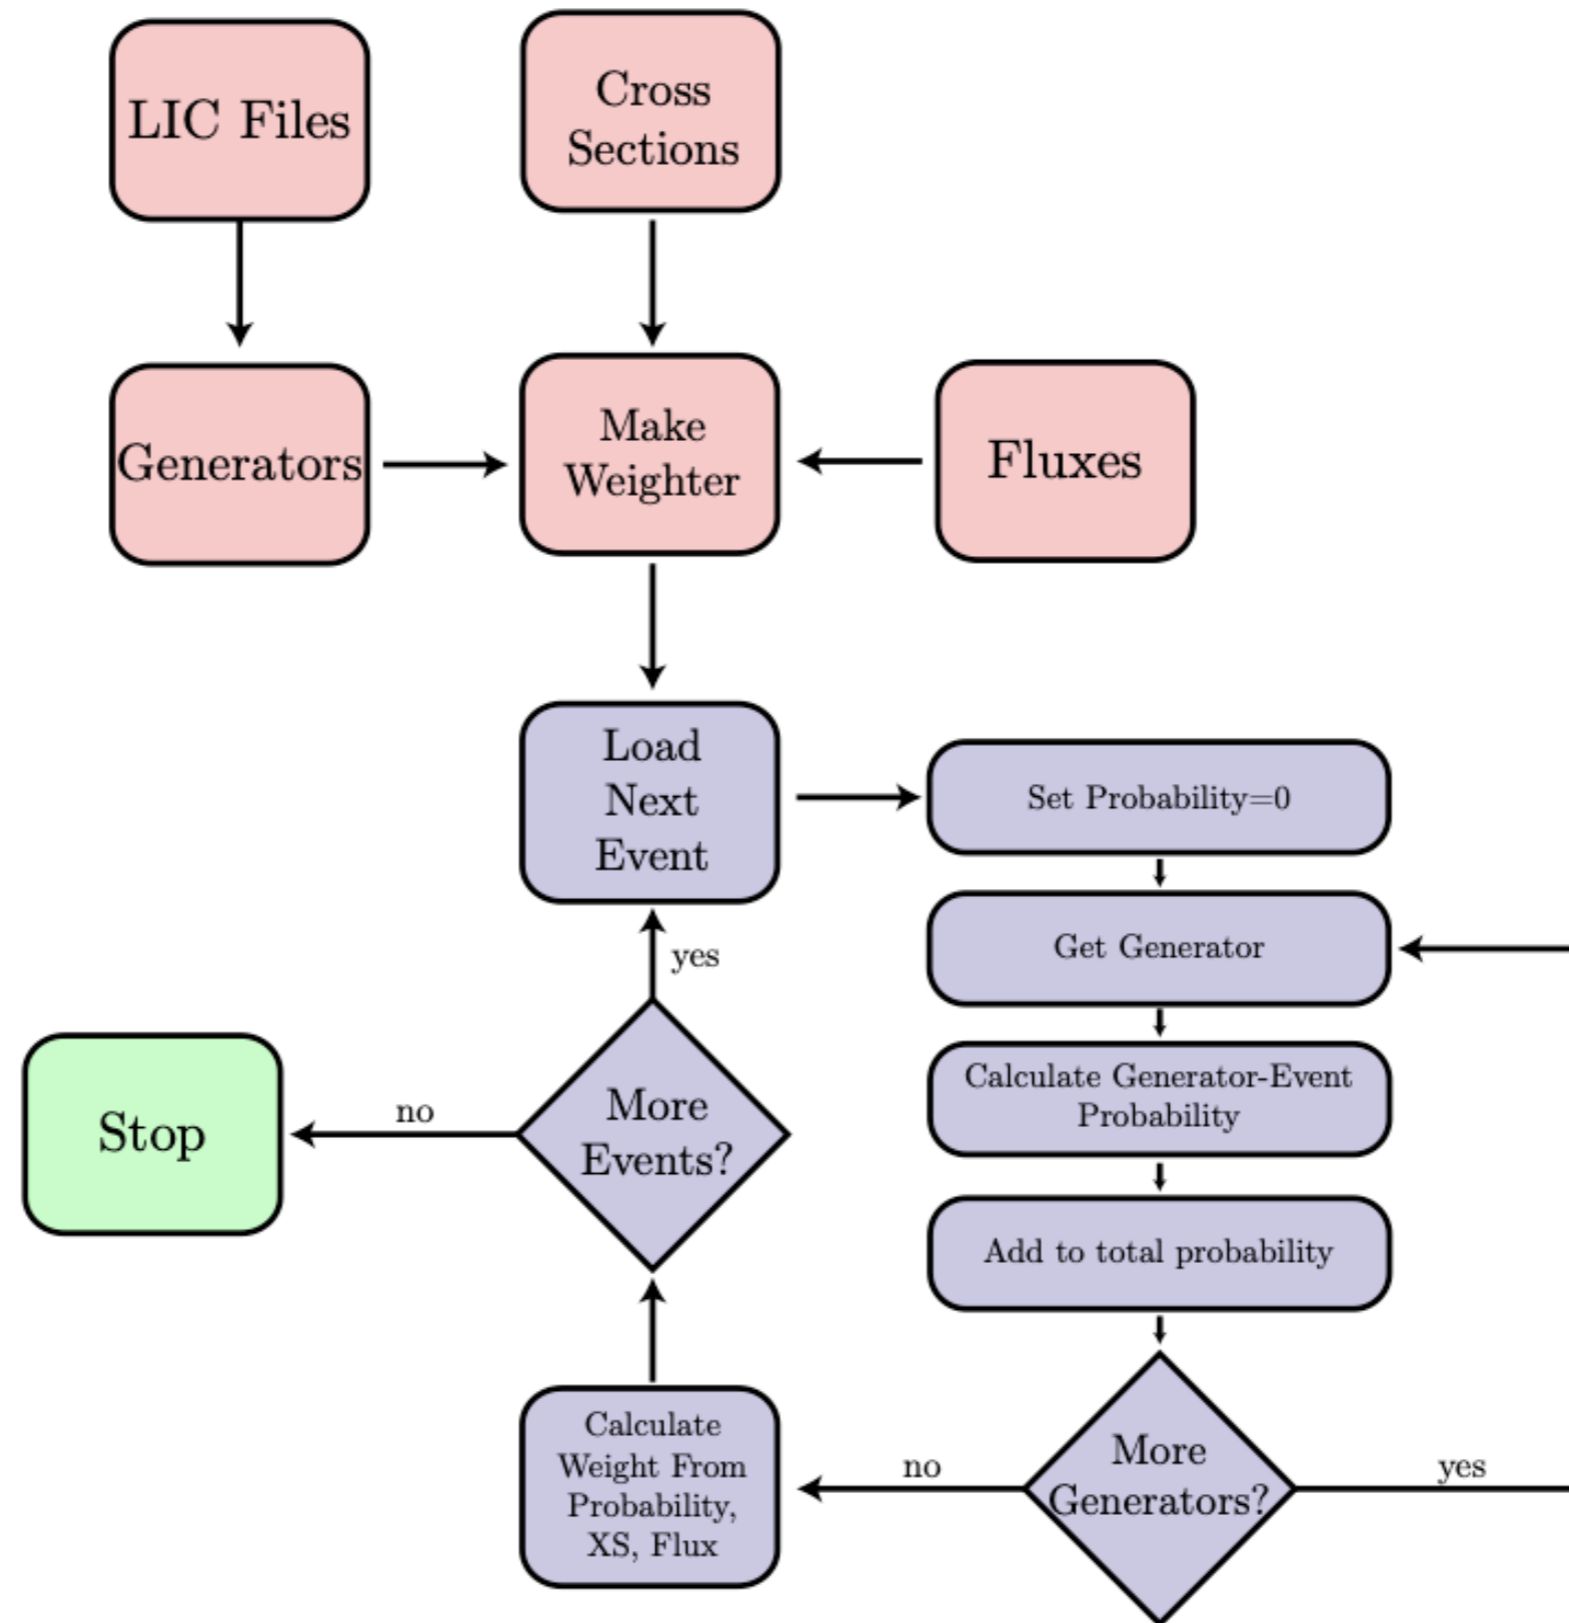 LIC Files
Cross
Sections
Generators
Make
Weighter
Fluxes
Load
Next
Event
Set Probability=0
yes
Get Generator
Calculate Generator-Event
Probability
Stop
no
More
Events?
Add to total probability
Calculate
Weight From
Probability,
XS, Flux
no
More
Generators?
yes